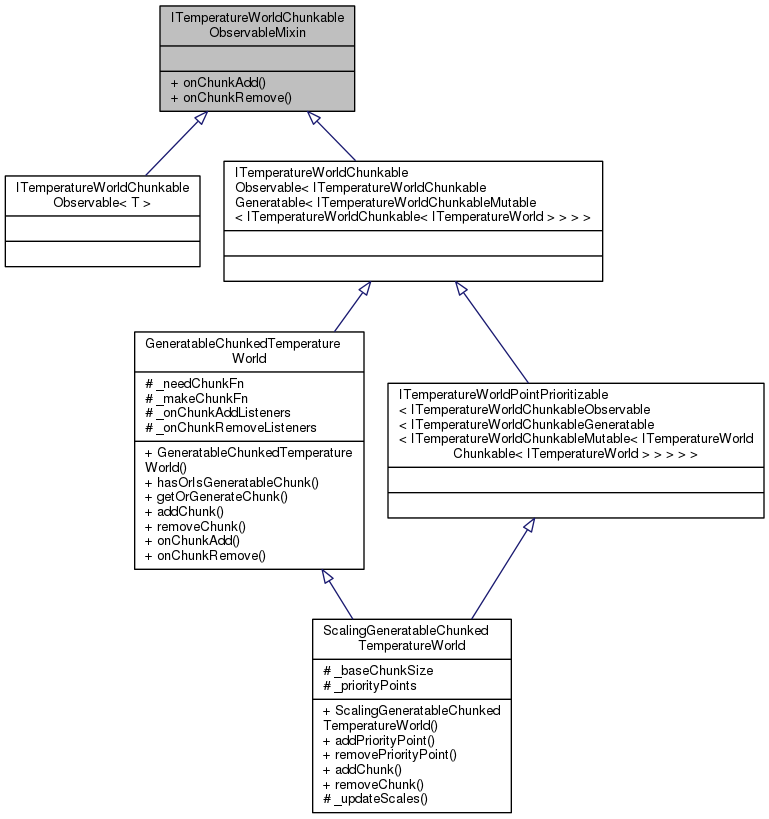 ITemperatureWorldChunkable
ObservableMixin
+ onChunkAdd()
+ onChunkRemove()
ITemperatureWorldChunkable
Observable< T >
ITemperatureWorldChunkable
Observable< ITemperatureWorldChunkable
Generatable< ITemperatureWorldChunkableMutable
< ITemperatureWorldChunkable< ITemperatureWorld > > > >
GeneratableChunkedTemperature
World
# _needChunkFn
# _makeChunkFn
# _onChunkAddListeners
# _onChunkRemoveListeners
+ GeneratableChunkedTemperature
World()
+ hasOrIsGeneratableChunk()
+ getOrGenerateChunk()
+ addChunk()
+ removeChunk()
+ onChunkAdd()
+ onChunkRemove()
ITemperatureWorldPointPrioritizable
< ITemperatureWorldChunkableObservable
< ITemperatureWorldChunkableGeneratable
< ITemperatureWorldChunkableMutable< ITemperatureWorld
Chunkable< ITemperatureWorld > > > > >
ScalingGeneratableChunked
TemperatureWorld
# _baseChunkSize
# _priorityPoints
+ ScalingGeneratableChunked
TemperatureWorld()
+ addPriorityPoint()
+ removePriorityPoint()
+ addChunk()
+ removeChunk()
# _updateScales()